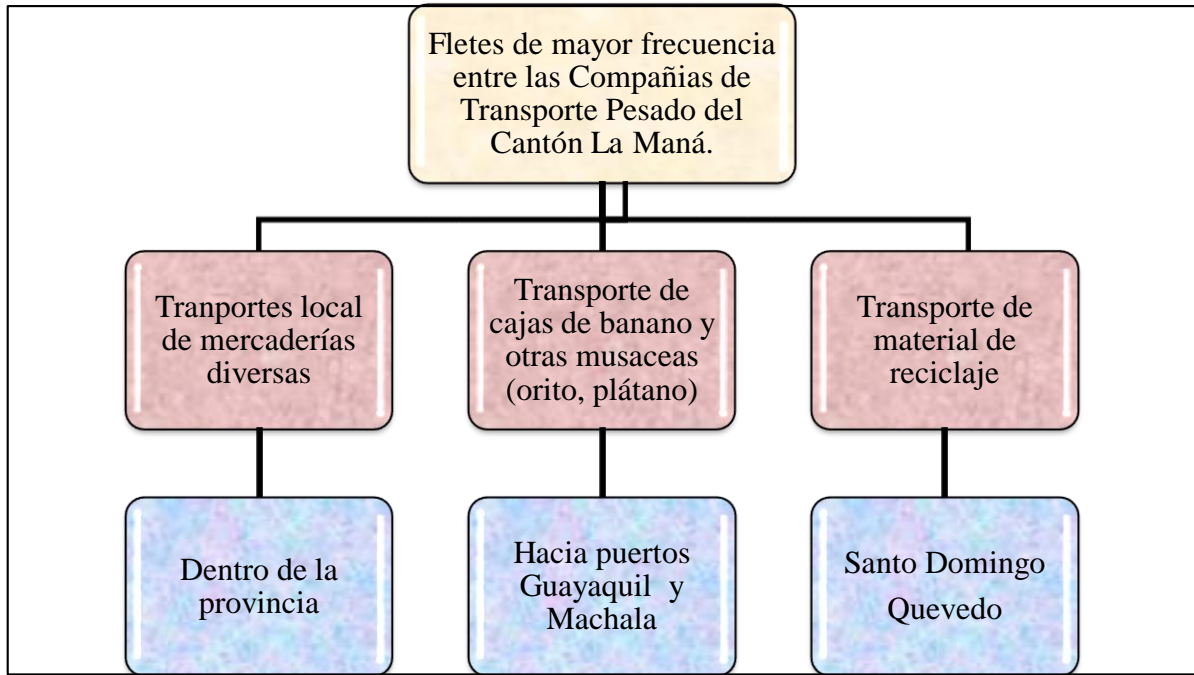 Fletes de mayor frecuencia
entre las Compañias de
Transporte Pesado del
Cantón La Maná.
Tranportes local
de mercaderías
diversas
Transporte de
cajas de banano y
otras musaceas
(orito, plátano)
Transporte de
material de
reciclaje
Dentro de la
provincia
Hacia puertos
Guayaquil y
Machala
Santo Domingo
Quevedo